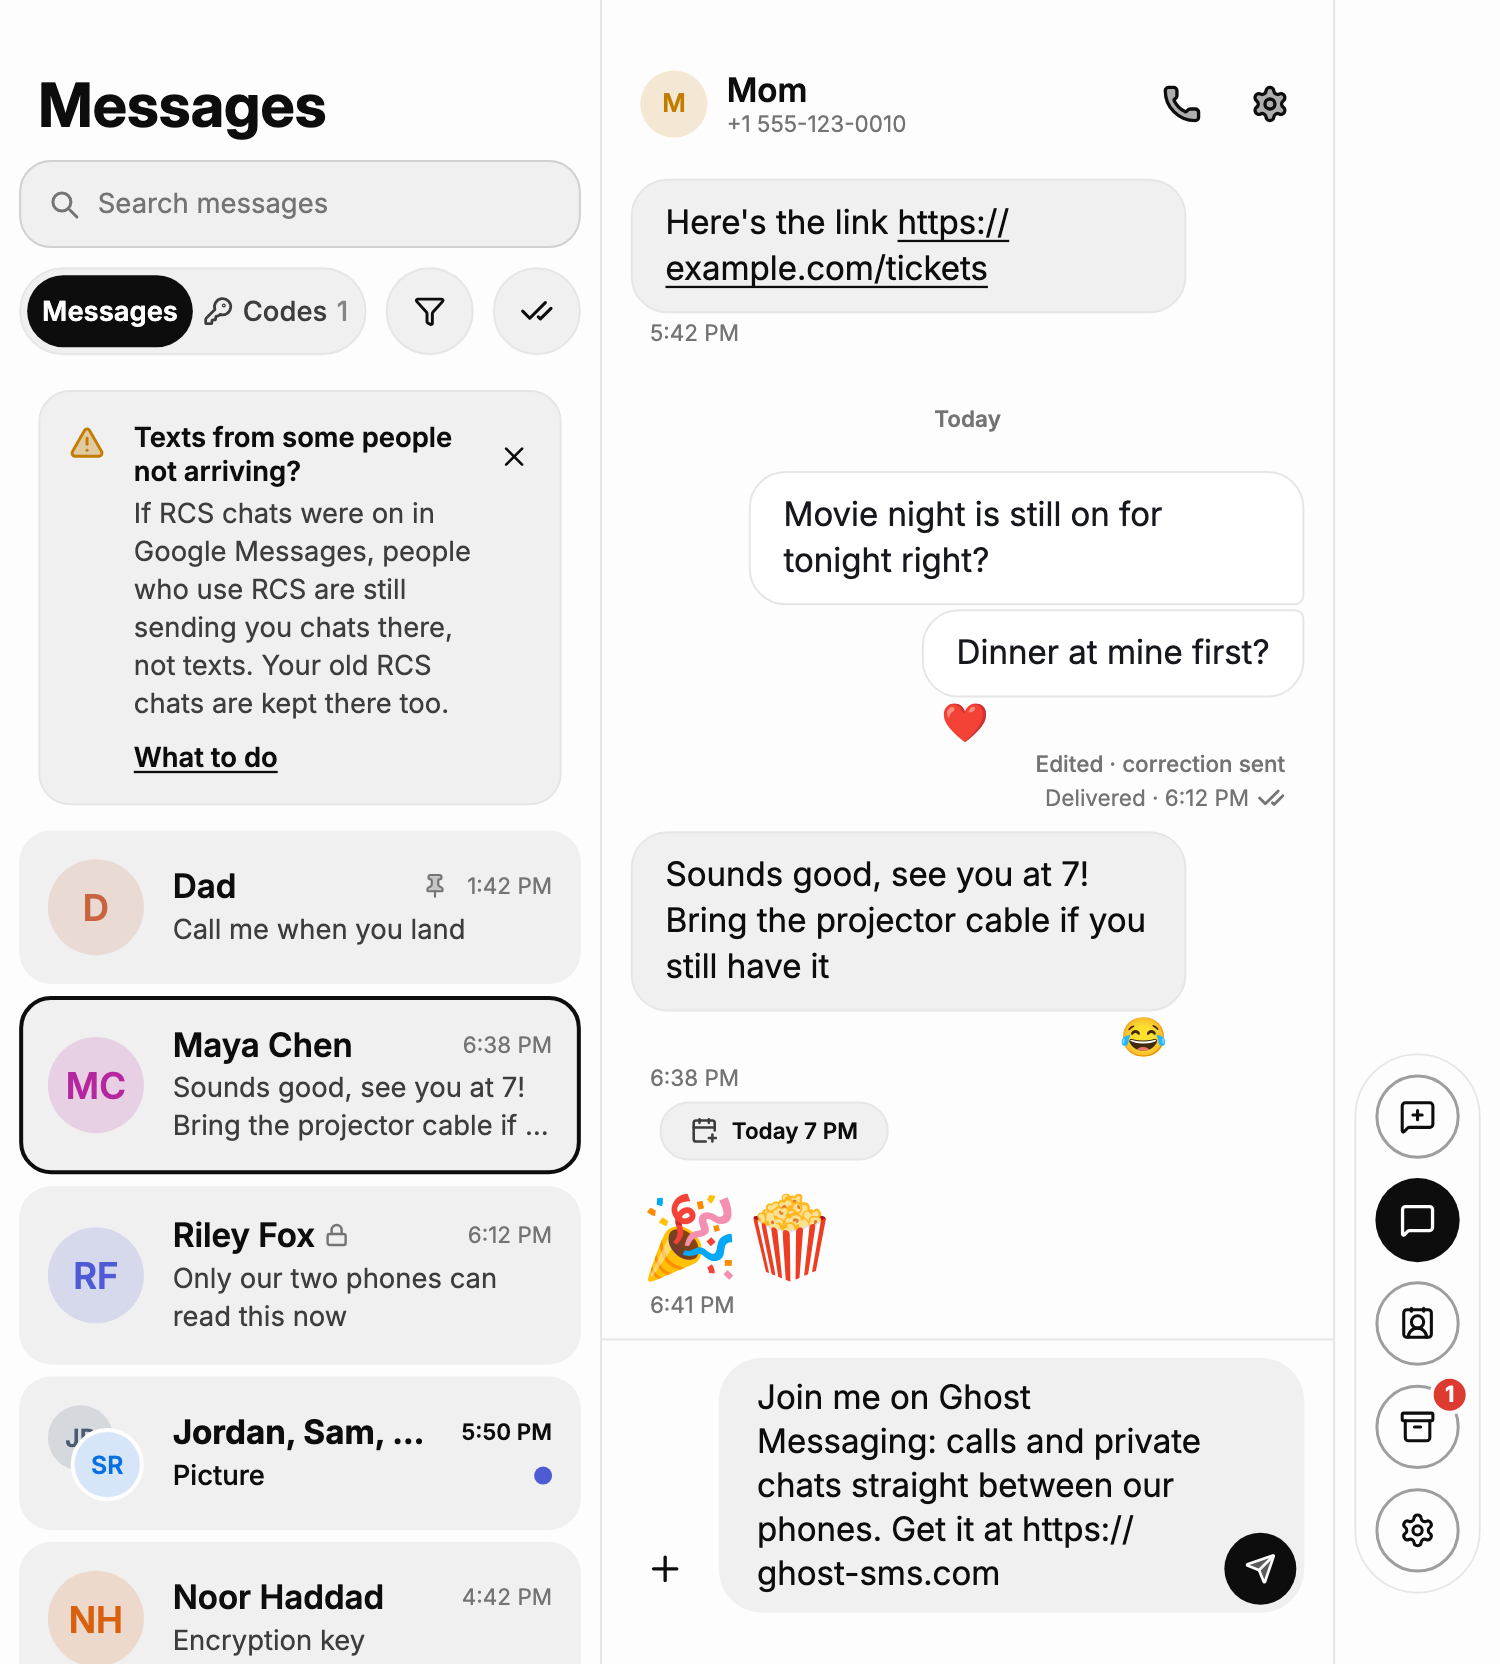 Messages
Search messages
Messages
Codes 1
Texts from some people
not arriving?
If RCS chats were on in
Google Messages, people
who use RCS are still
sending you chats there,
not texts. Your old RCS
chats are kept there too.
What to do
D
Dad
1:42 PM
Call me when you land
MC
Maya Chen
6:38 PM
Sounds good, see you at 7!
Bring the projector cable if ...
RF
Riley Fox
6:12 PM
Only our two phones can
read this now
SR
Jordan, Sam, ...
5:50 PM
Picture
NH
Noor Haddad
4:42 PM
Encryption key
M
Mom
+1 555-123-0010
Here's the link https://
example.com/tickets
5:42 PM
Today
Movie night is still on for
tonight right?
Dinner at mine first?
Edited · correction sent
Delivered · 6:12 PM
Sounds good, see you at 7!
Bring the projector cable if you
still have it
6:38 PM
Today 7 PM
6:41 PM
Join me on Ghost
Messaging: calls and private
chats straight between our
phones. Get it at https://
ghost-sms.com
1